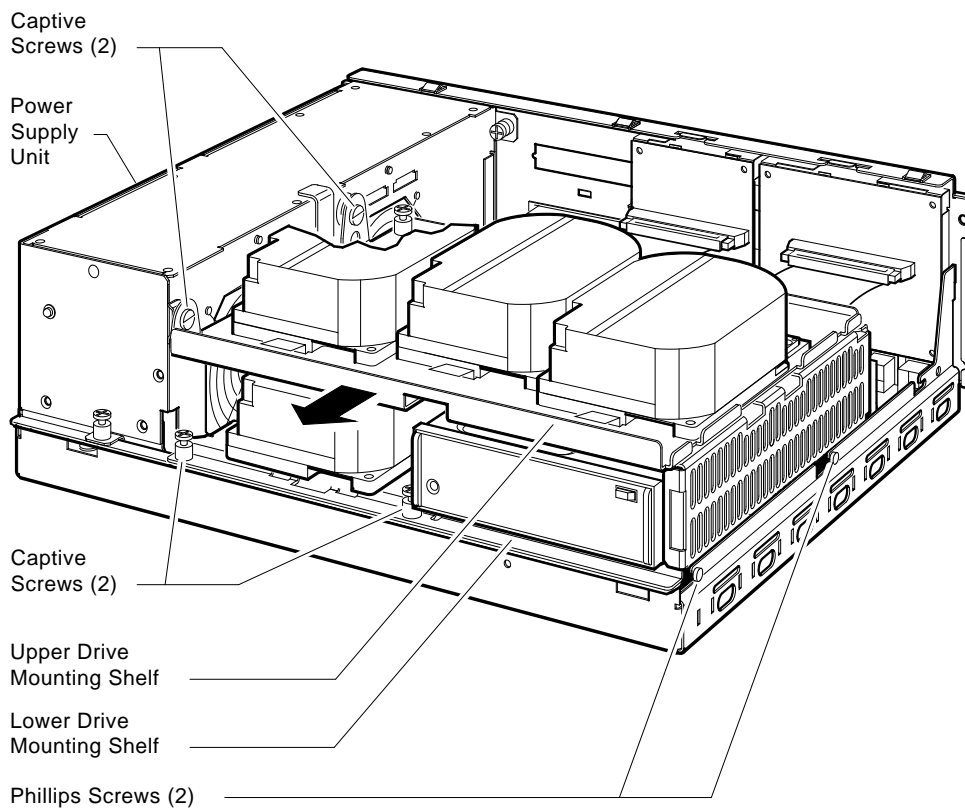 Captive
Screws (2)
Power
Supply
Unit
Captive
Screws (2)
Upper Drive
Mounting Shelf
Lower Drive
Mounting Shelf
Phillips Screws (2)